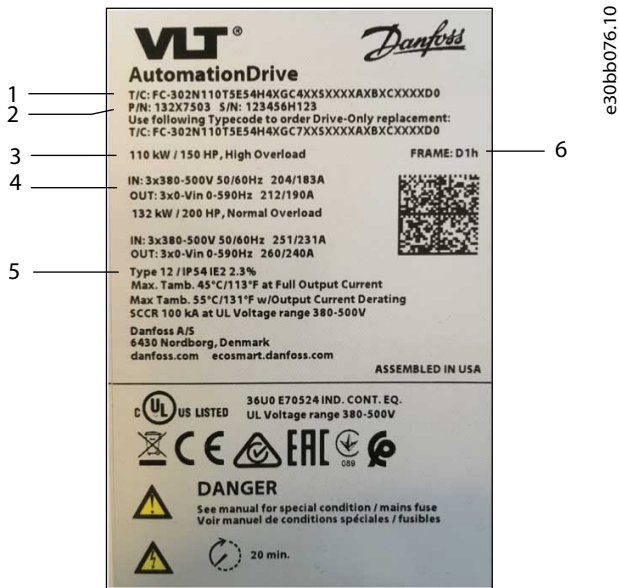 e30bb076.10
VLT®
Danfoss
AutomationDrive
1
T/C: FC-302N110T5E54H4XGC4XXSXXXXAXBXCXXXXD0
2
P/N: 132X7503 S/N: 123456H123
Use following Typecode to order Drive-Only replacement:
T/C: FC-302N110T5E54H4XGC7XXSXXXXAXBXCXXXXD0
3
110 kW / 150 HP, High Overload
FRAME: D1h
6
4
IN: 3x380-500V 50/60Hz 204/183A
OUT: 3x0-Vin 0-590Hz 212/190A
132 kW / 200 HP, Normal Overload
IN: 3x380-500V 50/60Hz 251/231A
OUT: 3x0-Vin 0-590Hz 260/240A
5
Type 12 / IP54 IE2 2.3%
Max. Tamb. 45°C/113°F at Full Output Current
Max Tamb. 55°C/131°F w/Output Current Derating
SCCR 100 kA at UL Voltage range 380-500V
Danfoss A/S
6430 Nordborg, Denmark
danfoss.com ecosmart.danfoss.com
ASSEMBLED IN USA
C UL US LISTED
36U0 E70524 IND. CONT. EQ.
UL Voltage range 380-500V
CE EAC
089
DANGER
See manual for special condition / mains fuse
Voir manuel de conditions spéciales / fusibles
20 min.